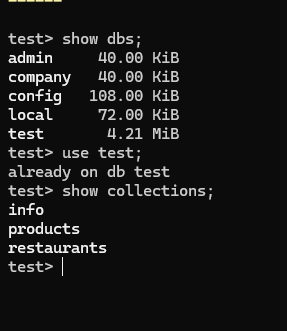 test> show dbs;
admin     40.00 KiB
company   40.00 KiB
config   108.00 KiB
local     72.00 KiB
test       4.21 MiB
test> use test;
already on db test
test> show collections;
info
products
restaurants
test>